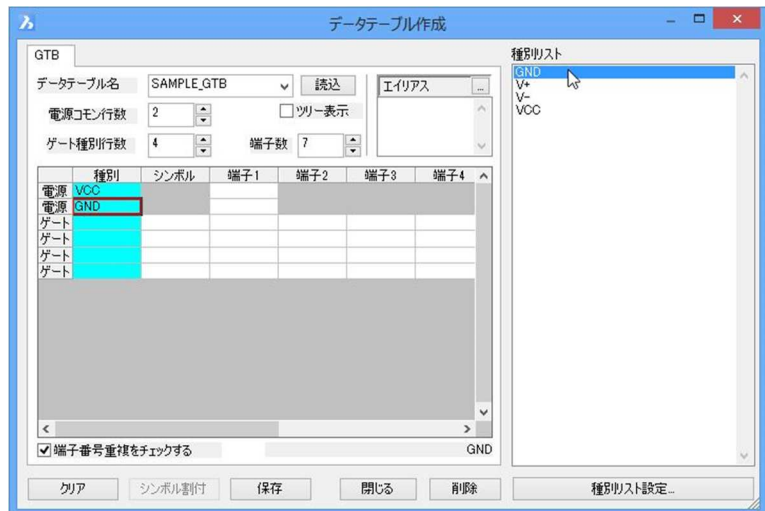 データテーブル作成
GTB
種別リスト
データテーブル名 SAMPLE_GTB 読込 エイリアス ...
電源コモン行数 2 ツリー表示
ゲート種別行数 4 端子数 7
GND
V+
V-
VCC
種別 シンボル 端子1 端子2 端子3 端子4
電源 VCC
電源 GND
ゲート
ゲート
ゲート
ゲート
端子番号重複をチェックする GND
クリア シンボル割付 保存 閉じる 削除 種別リスト設定...